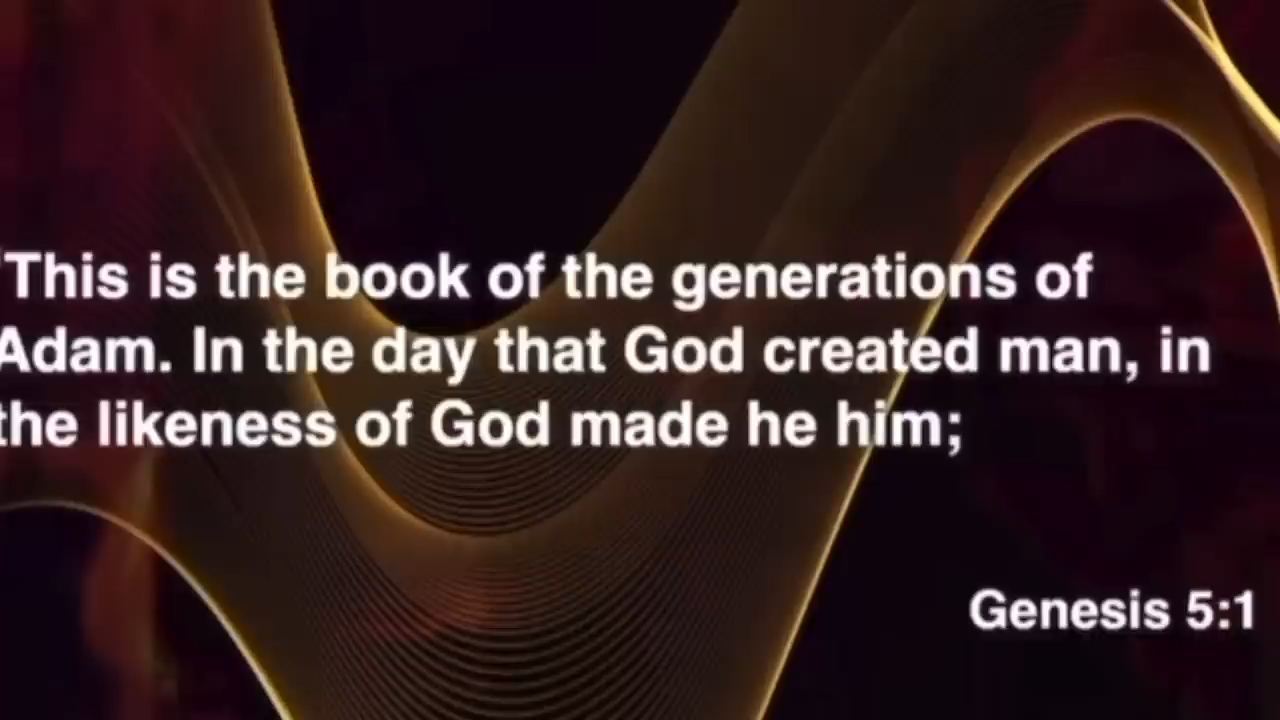 "This is the book of the generations of
Adam. In the day that God created man, in
the likeness of God made he him;
Genesis 5:1